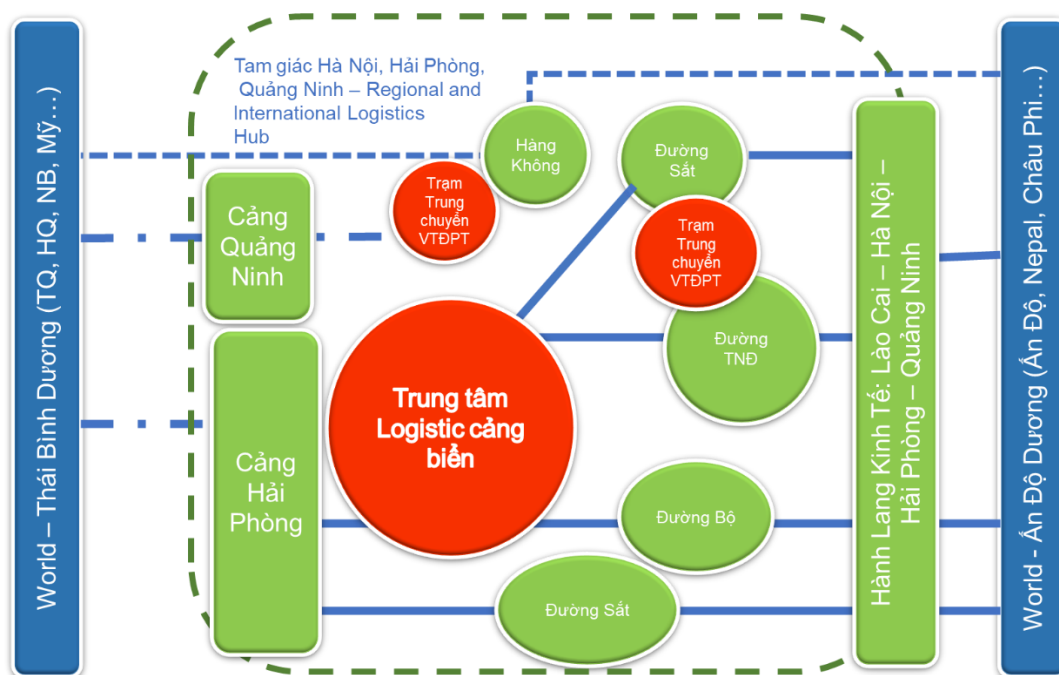 World – Thái Bình Dương (TQ, HQ, NB, Mỹ…)
Tam giác Hà Nội, Hải Phòng,
Quảng Ninh – Regional and
International Logistics
Hub
Hàng
Không
Đường
Sắt
Trạm
Trung
chuyển
VTĐPT
Cảng
Quảng
Ninh
Trạm
Trung
chuyển
VTĐPT
Đường
TNĐ
Trung tâm
Logistic cảng
biển
Cảng
Hải
Phòng
Đường Bộ
Đường Sắt
Hành Lang Kinh Tế: Lào Cai – Hà Nội –
Hải Phòng – Quảng Ninh
World - Ấn Độ Dương (Ấn Độ, Nepal, Châu Phi…)